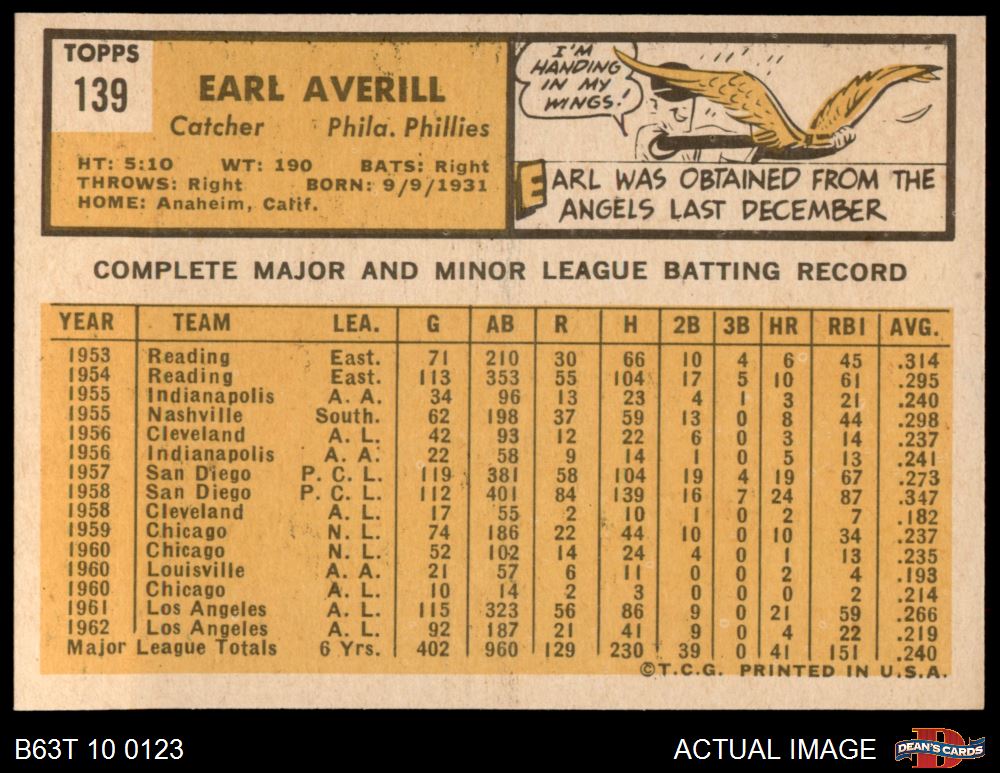 TOPPS
139
EARL AVERILL
Catcher Phila. Phillies
HT: 5:10 WT: 190 BATS: Right
THROWS: Right BORN: 9/9/1931
HOME: Anaheim, Calif.
I'M
HANDING
IN MY
WINGS!
EARL WAS OBTAINED FROM THE
ANGELS LAST DECEMBER
COMPLETE MAJOR AND MINOR LEAGUE BATTING RECORD
YEAR TEAM LEA. G AB R H 2B 3B HR RBI AVG.
1953 Reading East. 71 210 30 66 10 4 6 45 .314
1954 Reading East. 113 353 55 104 17 5 10 61 .295
1955 Indianapolis A. A. 34 96 13 23 4 1 3 21 .240
1955 Nashville South. 62 198 37 59 13 0 8 44 .298
1956 Cleveland A. L. 42 93 12 22 6 0 3 14 .237
1956 Indianapolis A. A. 22 58 9 14 1 0 5 13 .241
1957 San Diego P. C. L. 119 381 58 104 19 4 19 67 .273
1958 San Diego P. C. L. 112 401 84 139 16 7 24 87 .347
1958 Cleveland A. L. 17 55 2 10 1 0 2 7 .182
1959 Chicago N. L. 74 186 22 44 10 0 10 34 .237
1960 Chicago N. L. 52 102 14 24 4 0 1 13 .235
1960 Louisville A. A. 21 57 6 11 0 0 2 4 .193
1960 Chicago A. L. 10 14 2 3 0 0 0 2 .214
1961 Los Angeles A. L. 115 323 56 86 9 0 21 59 .266
1962 Los Angeles A. L. 92 187 21 41 9 0 4 22 .219
Major League Totals 6 Yrs. 402 960 129 230 39 0 41 151 .240
©T.C.G. PRINTED IN U.S.A.
B63T 10 0123 ACTUAL IMAGE DEAN'S CARDS